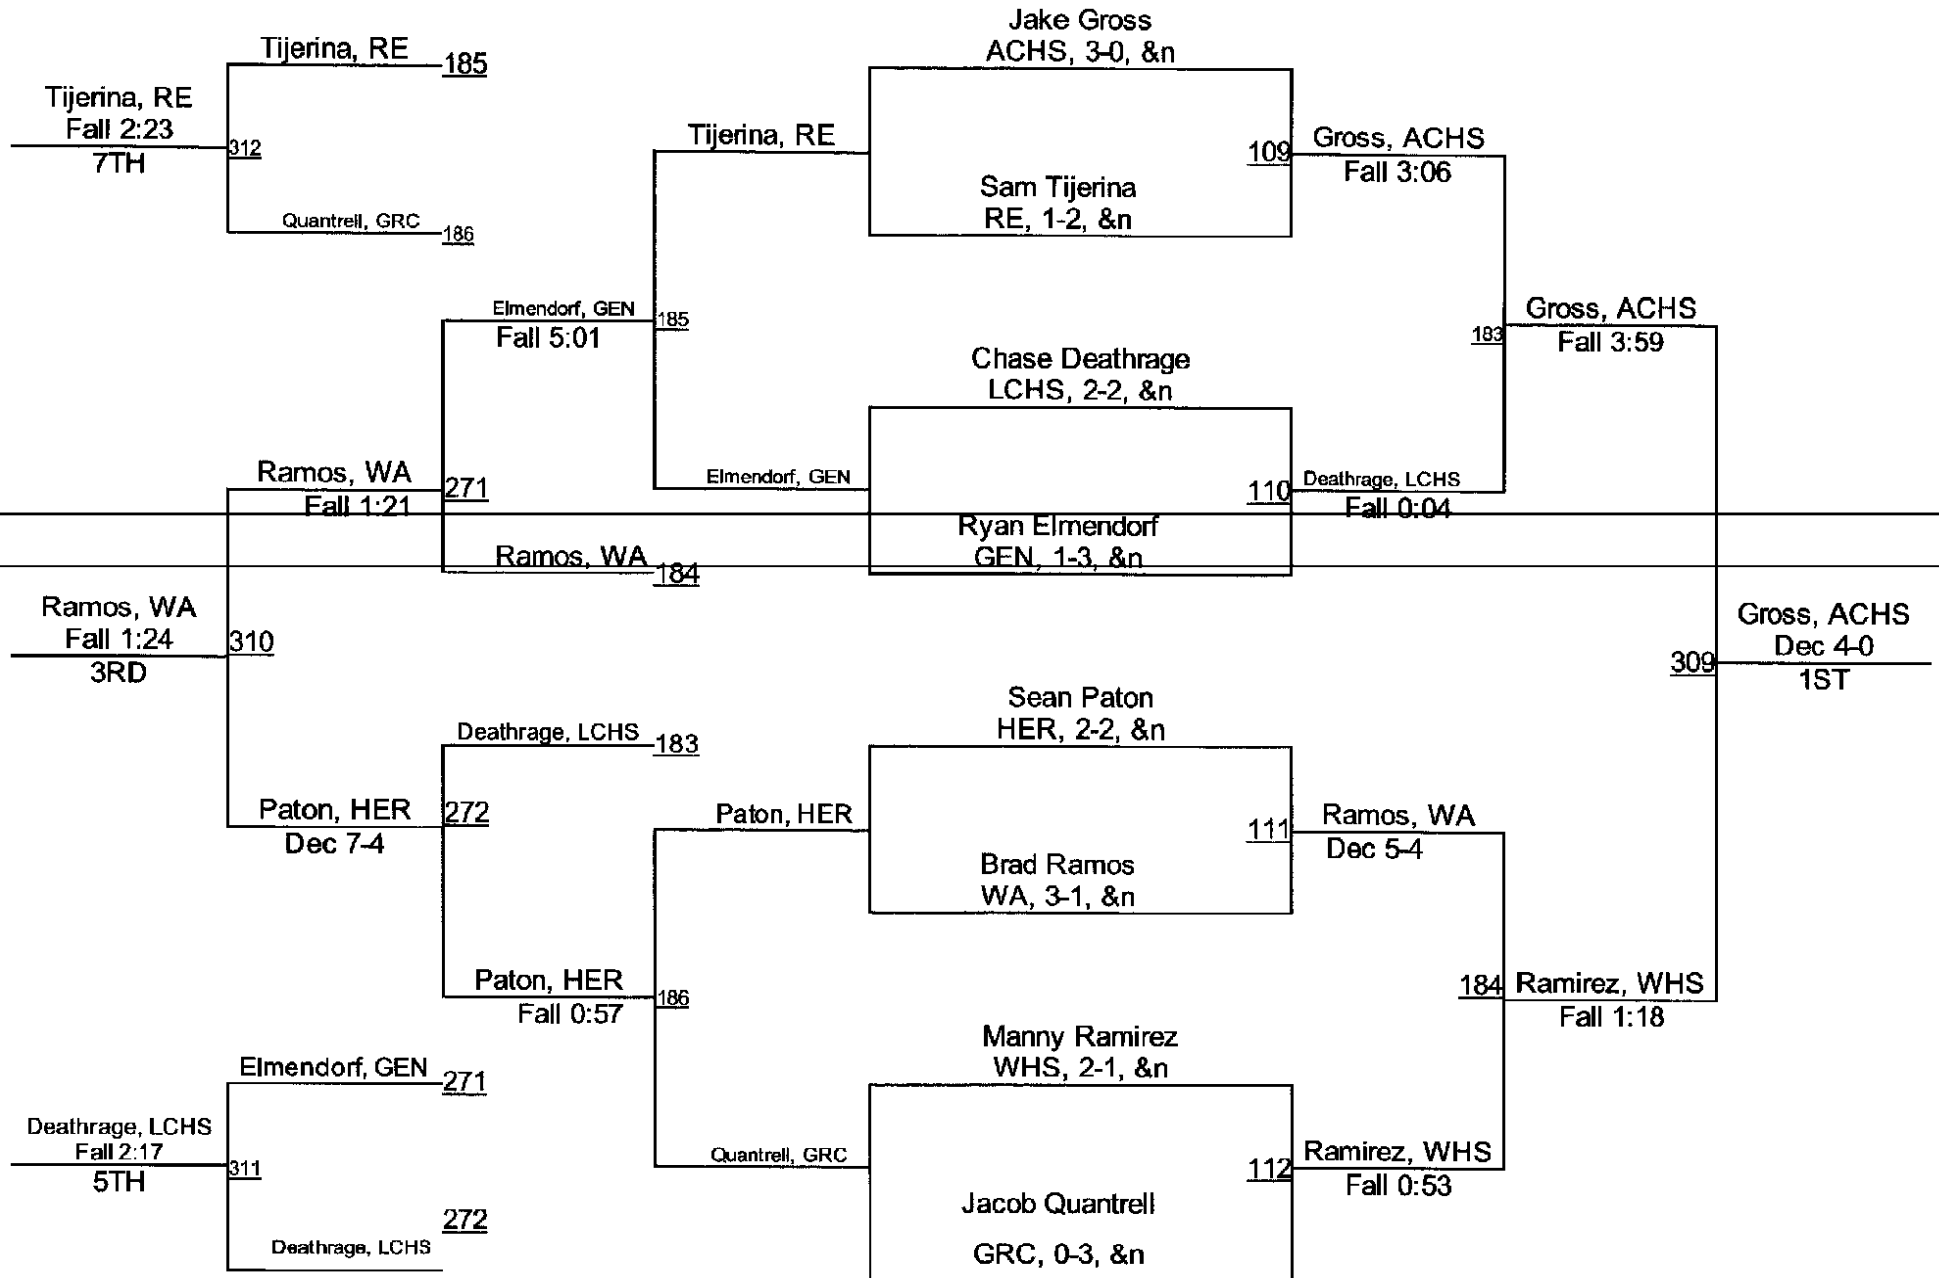 Jake Gross
ACHS, 3-0, &n
Tijerina, RE
185
Tijerina, RE
Fall 2:23
7TH
312
Tijerina, RE
109
Gross, ACHS
Fall 3:06
Sam Tijerina
RE, 1-2, &n
Quantrell, GRC
186
Elmendorf, GEN
Fall 5:01
185
Gross, ACHS
Fall 3:59
183
Chase Deathrage
LCHS, 2-2, &n
Ramos, WA
Fall 1:21
271
Elmendorf, GEN
110
Deathrage, LCHS
Fall 0:04
Ryan Elmendorf
GEN, 1-3, &n
Ramos, WA
184
Ramos, WA
Fall 1:24
3RD
310
Gross, ACHS
Dec 4-0
1ST
309
Sean Paton
HER, 2-2, &n
Deathrage, LCHS
183
Paton, HER
Dec 7-4
272
Paton, HER
111
Ramos, WA
Dec 5-4
Brad Ramos
WA, 3-1, &n
Paton, HER
Fall 0:57
186
184
Ramirez, WHS
Fall 1:18
Manny Ramirez
WHS, 2-1, &n
Elmendorf, GEN
271
Deathrage, LCHS
Fall 2:17
5TH
311
Quantrell, GRC
112
Ramirez, WHS
Fall 0:53
Jacob Quantrell
GRC, 0-3, &n
272
Deathrage, LCHS